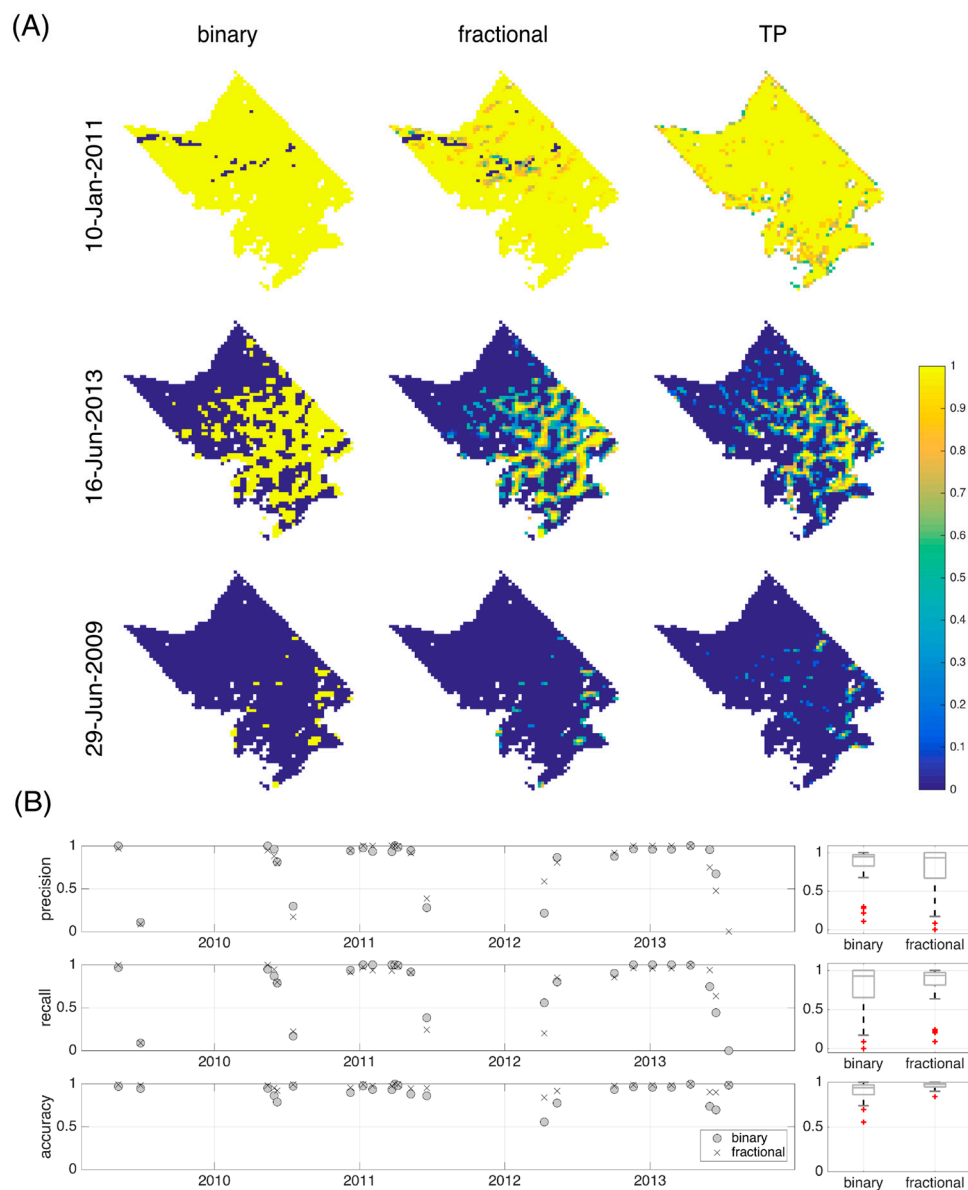 (A)
binary fractional TP
10-Jan-2011
16-Jun-2013
29-Jun-2009
1
0.9
0.8
0.7
0.6
0.5
0.4
0.3
0.2
0.1
0
(B)
precision
1
0.5
0
2010 2011 2012 2013
1
0.5
0
binary fractional
recall
1
0.5
0
2010 2011 2012 2013
1
0.5
0
binary fractional
accuracy
1
0.5
0
2010 2011 2012 2013
binary
fractional
1
0.5
0
binary fractional